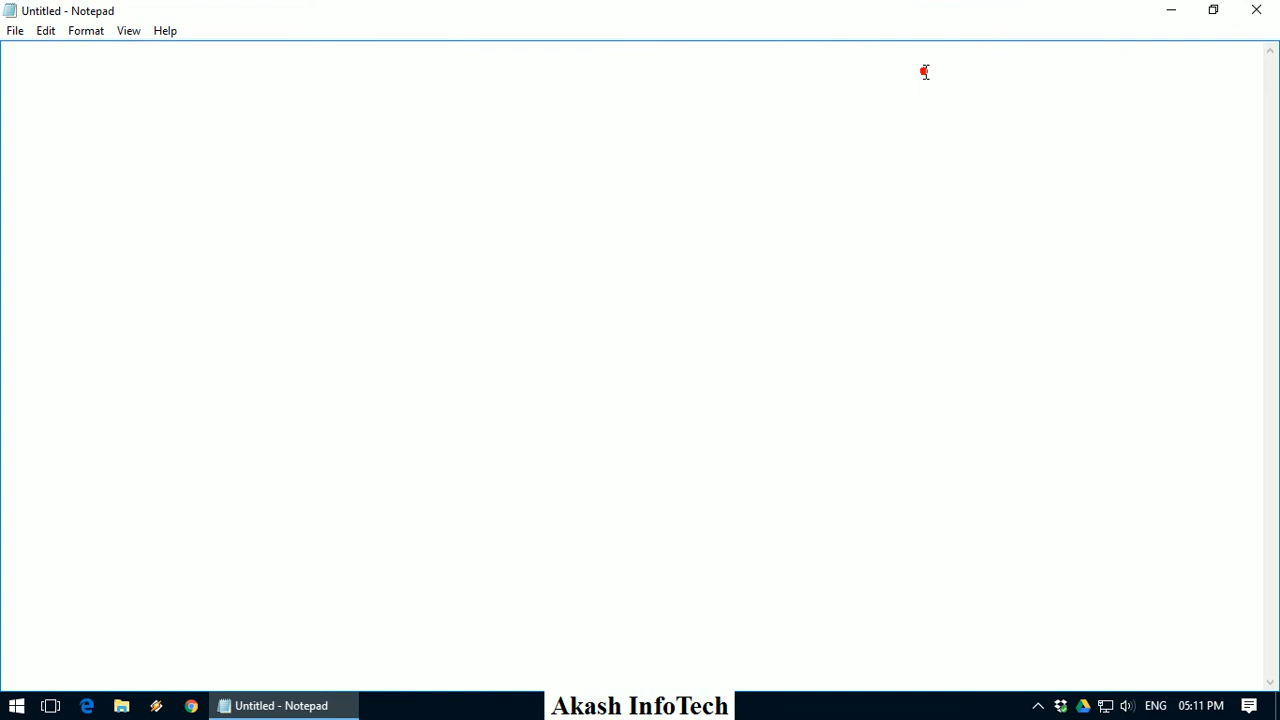 Untitled - Notepad
File Edit Format View Help
Untitled - Notepad
Akash InfoTech
ENG 05:11 PM